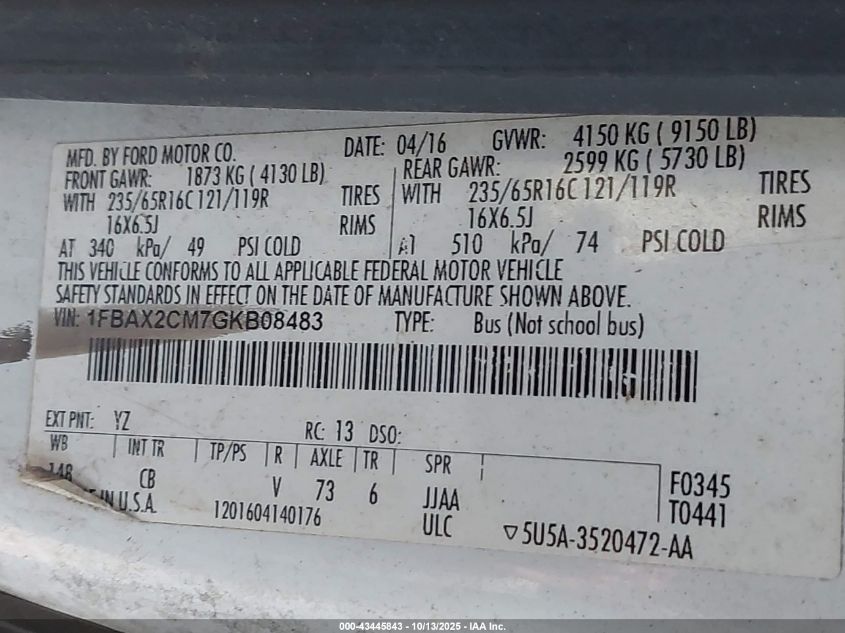 MFD. BY FORD MOTOR CO. DATE: 04/16 GVWR: 4150 KG ( 9150 LB)
FRONT GAWR: 1873 KG ( 4130 LB) REAR GAWR: 2599 KG ( 5730 LB)
WITH 235/65R16C 121/119R TIRES WITH 235/65R16C 121/119R TIRES
16X6.5J RIMS 16X6.5J RIMS
AT 340 kPa/ 49 PSI COLD AT 510 kPa/ 74 PSI COLD
THIS VEHICLE CONFORMS TO ALL APPLICABLE FEDERAL MOTOR VEHICLE
SAFETY STANDARDS IN EFFECT ON THE DATE OF MANUFACTURE SHOWN ABOVE.
VIN: 1FBAX2CM7GKB08483 TYPE: Bus (Not school bus)
EXT PNT: YZ RC: 13 DSO:
WB INT TR TP/PS R AXLE TR SPR
148 CB V 73 6 JJAA F0345
IN U.S.A. 1201604140176 ULC T0441
▽5U5A-3520472-AA
000-43445843 / 10/13/2025 - IAA Inc.